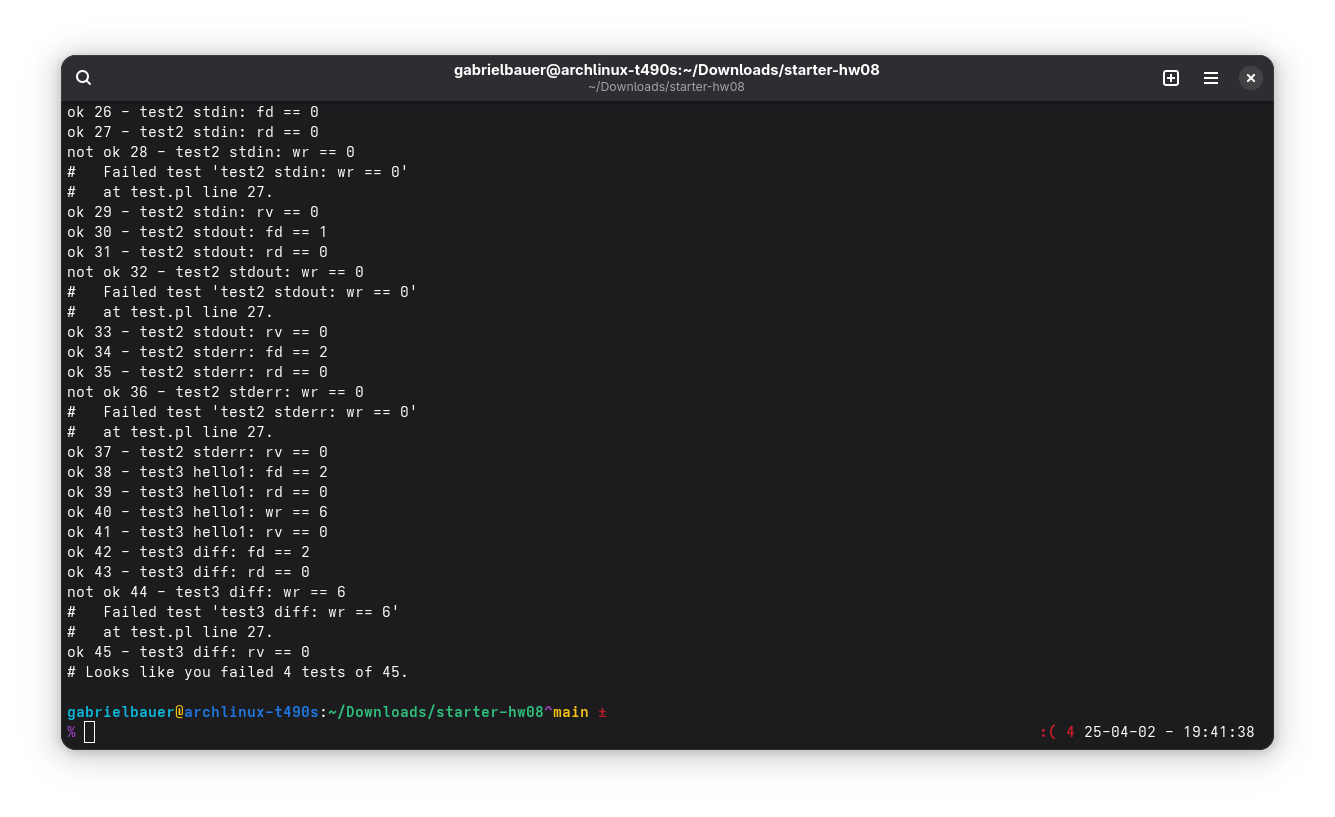 gabrielbauer@archlinux-t490s:~/Downloads/starter-hw08
~/Downloads/starter-hw08
ok 26 - test2 stdin: fd == 0
ok 27 - test2 stdin: rd == 0
not ok 28 - test2 stdin: wr == 0
#   Failed test 'test2 stdin: wr == 0'
#   at test.pl line 27.
ok 29 - test2 stdin: rv == 0
ok 30 - test2 stdout: fd == 1
ok 31 - test2 stdout: rd == 0
not ok 32 - test2 stdout: wr == 0
#   Failed test 'test2 stdout: wr == 0'
#   at test.pl line 27.
ok 33 - test2 stdout: rv == 0
ok 34 - test2 stderr: fd == 2
ok 35 - test2 stderr: rd == 0
not ok 36 - test2 stderr: wr == 0
#   Failed test 'test2 stderr: wr == 0'
#   at test.pl line 27.
ok 37 - test2 stderr: rv == 0
ok 38 - test3 hello1: fd == 2
ok 39 - test3 hello1: rd == 0
ok 40 - test3 hello1: wr == 6
ok 41 - test3 hello1: rv == 0
ok 42 - test3 diff: fd == 2
ok 43 - test3 diff: rd == 0
not ok 44 - test3 diff: wr == 6
#   Failed test 'test3 diff: wr == 6'
#   at test.pl line 27.
ok 45 - test3 diff: rv == 0
# Looks like you failed 4 tests of 45.
gabrielbauer@archlinux-t490s:~/Downloads/starter-hw08^main ±
% :( 4 25-04-02 - 19:41:38